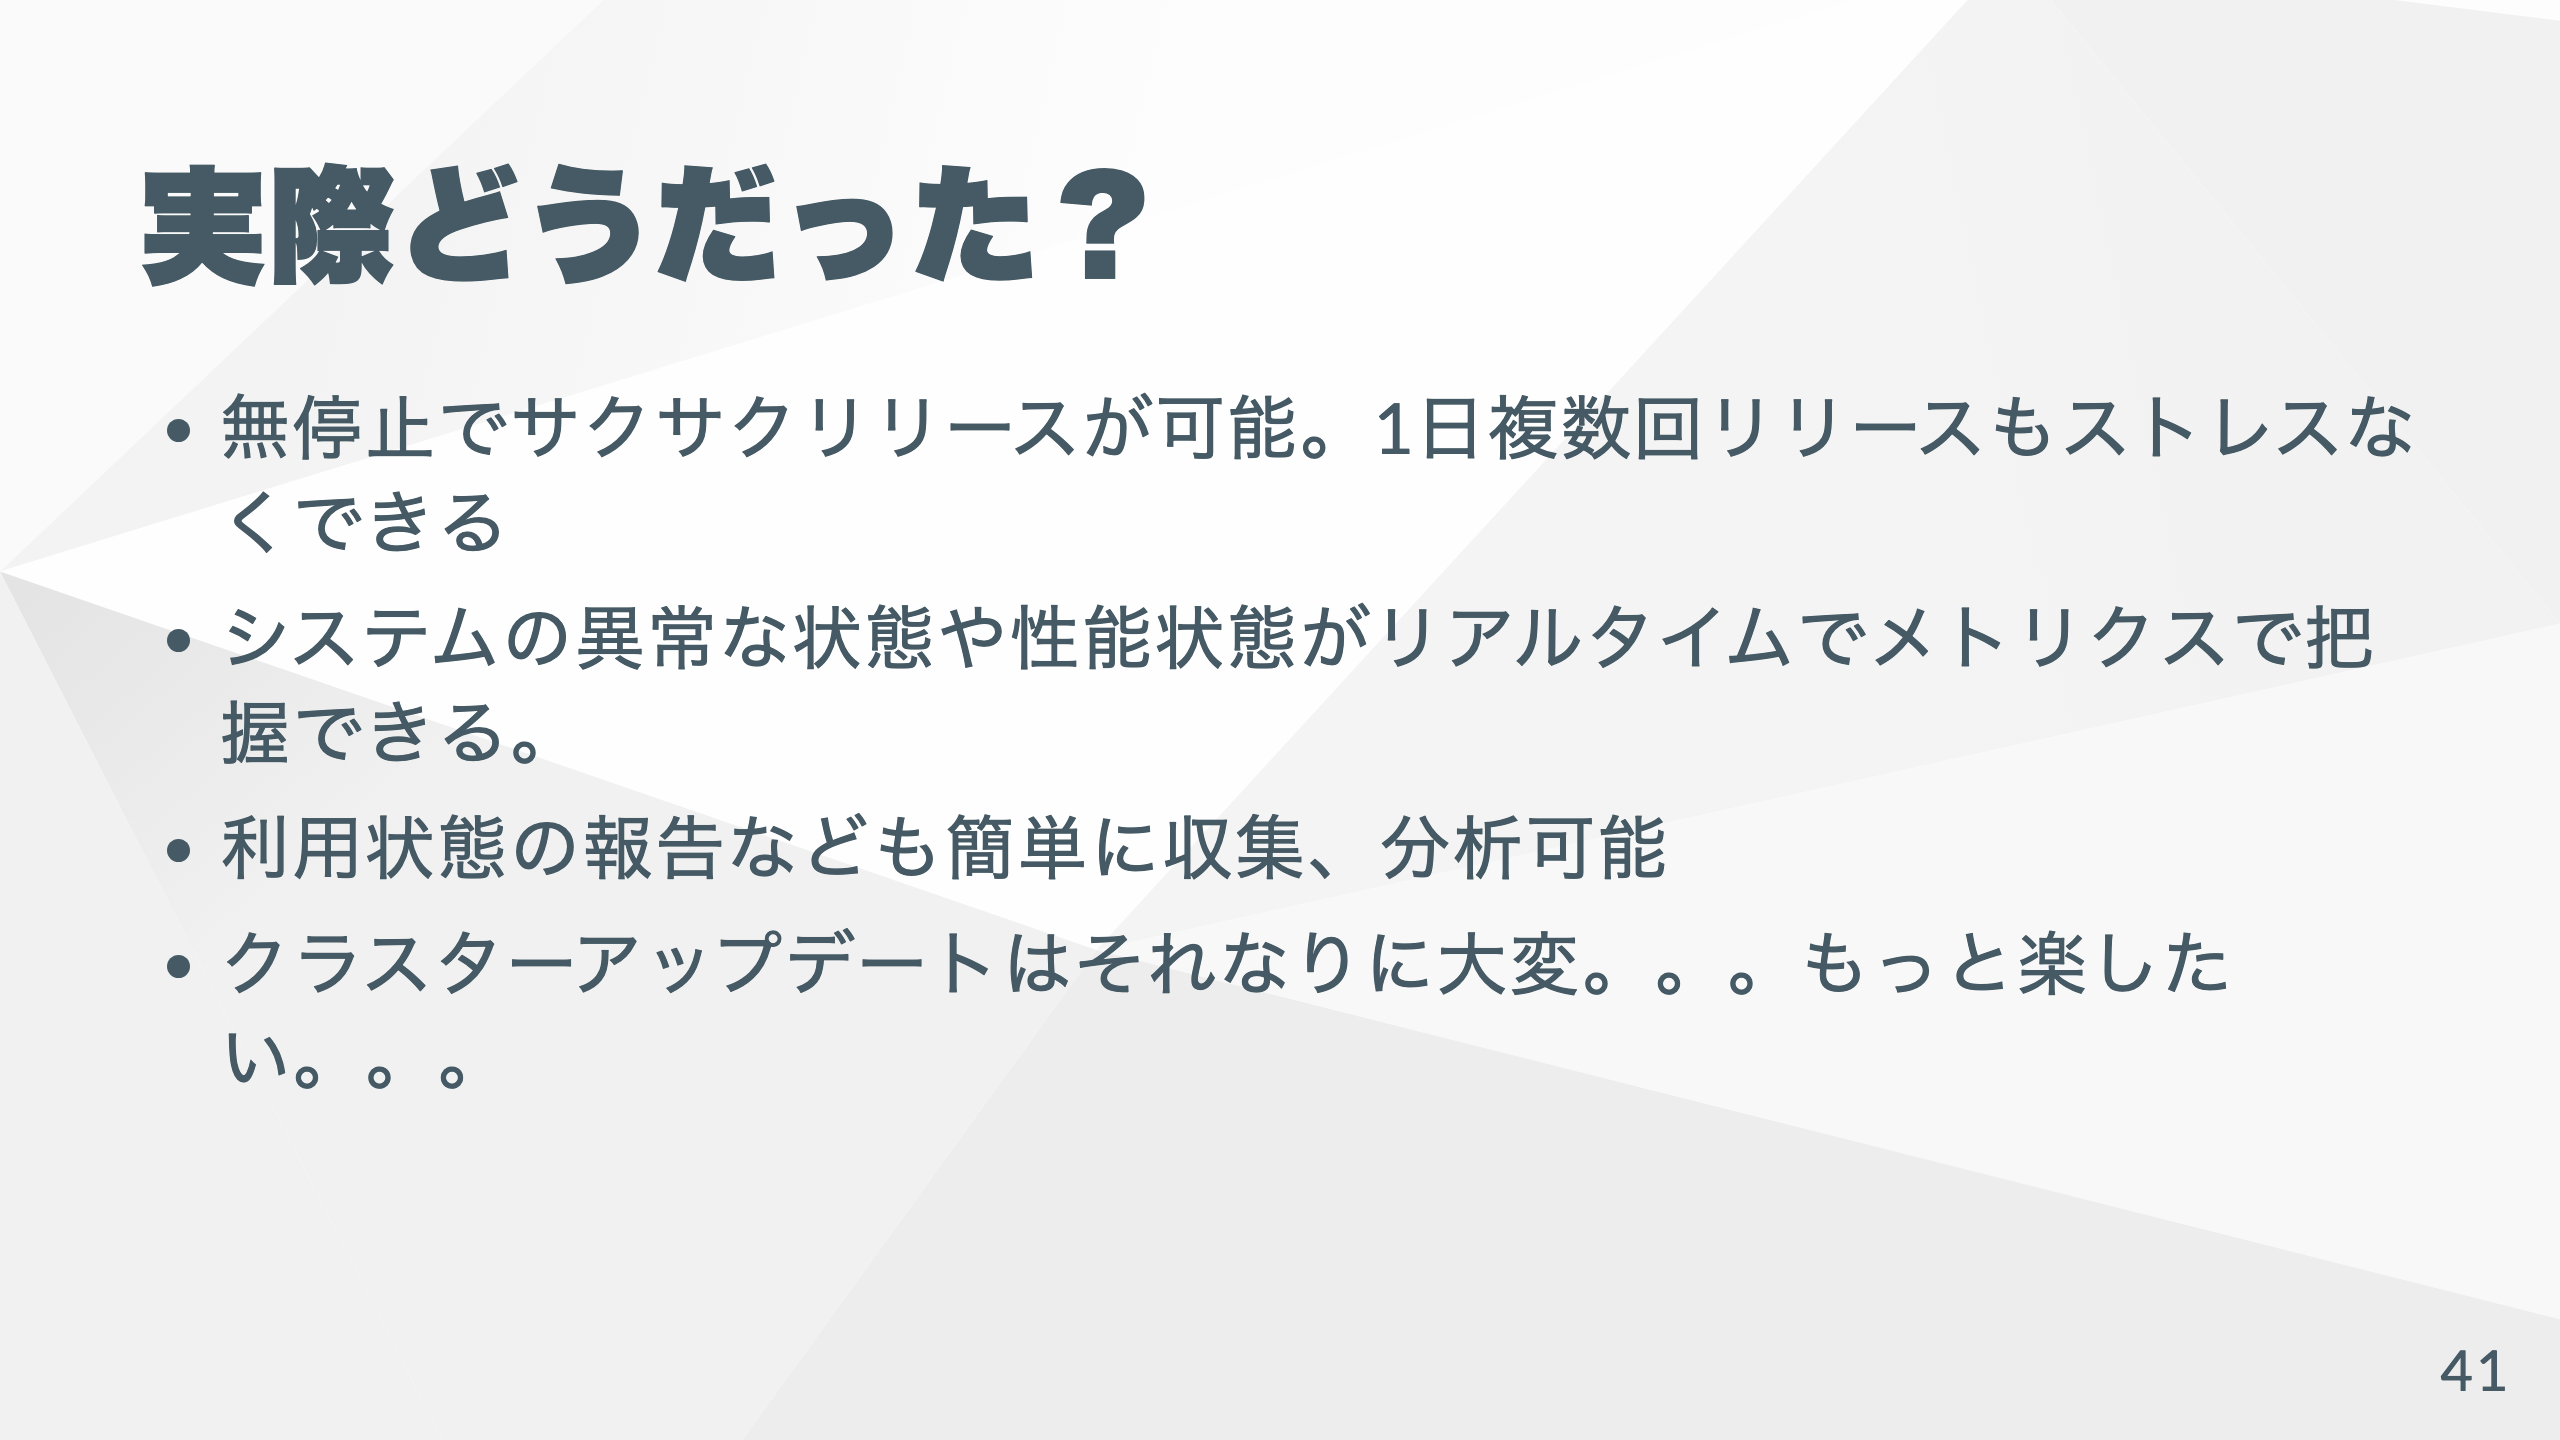 実際どうだった？
• 無停止でサクサクリリースが可能。1日複数回リリースもストレスな
くできる
• システムの異常な状態や性能状態がリアルタイムでメトリクスで把
握できる。
• 利用状態の報告なども簡単に収集、分析可能
• クラスターアップデートはそれなりに大変。。。もっと楽した
い。。。
41